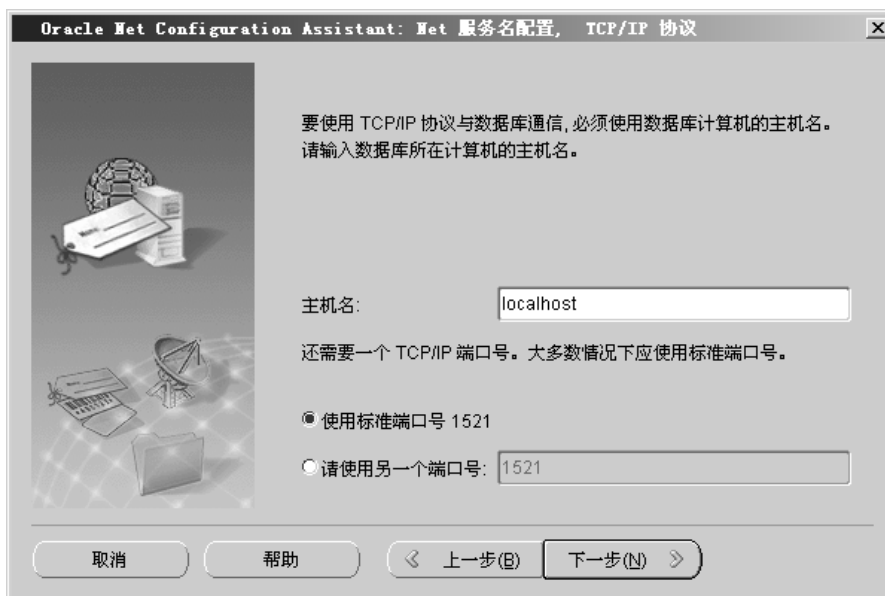 Oracle Net Configuration Assistant: Net 服务名配置, TCP/IP 协议
要使用 TCP/IP 协议与数据库通信,必须使用数据库计算机的主机名。
请输入数据库所在计算机的主机名。
主机名: localhost
还需要一个 TCP/IP 端口号。大多数情况下应使用标准端口号。
使用标准端口号 1521
请使用另一个端口号: 1521
取消 帮助 上一步(B) 下一步(N)